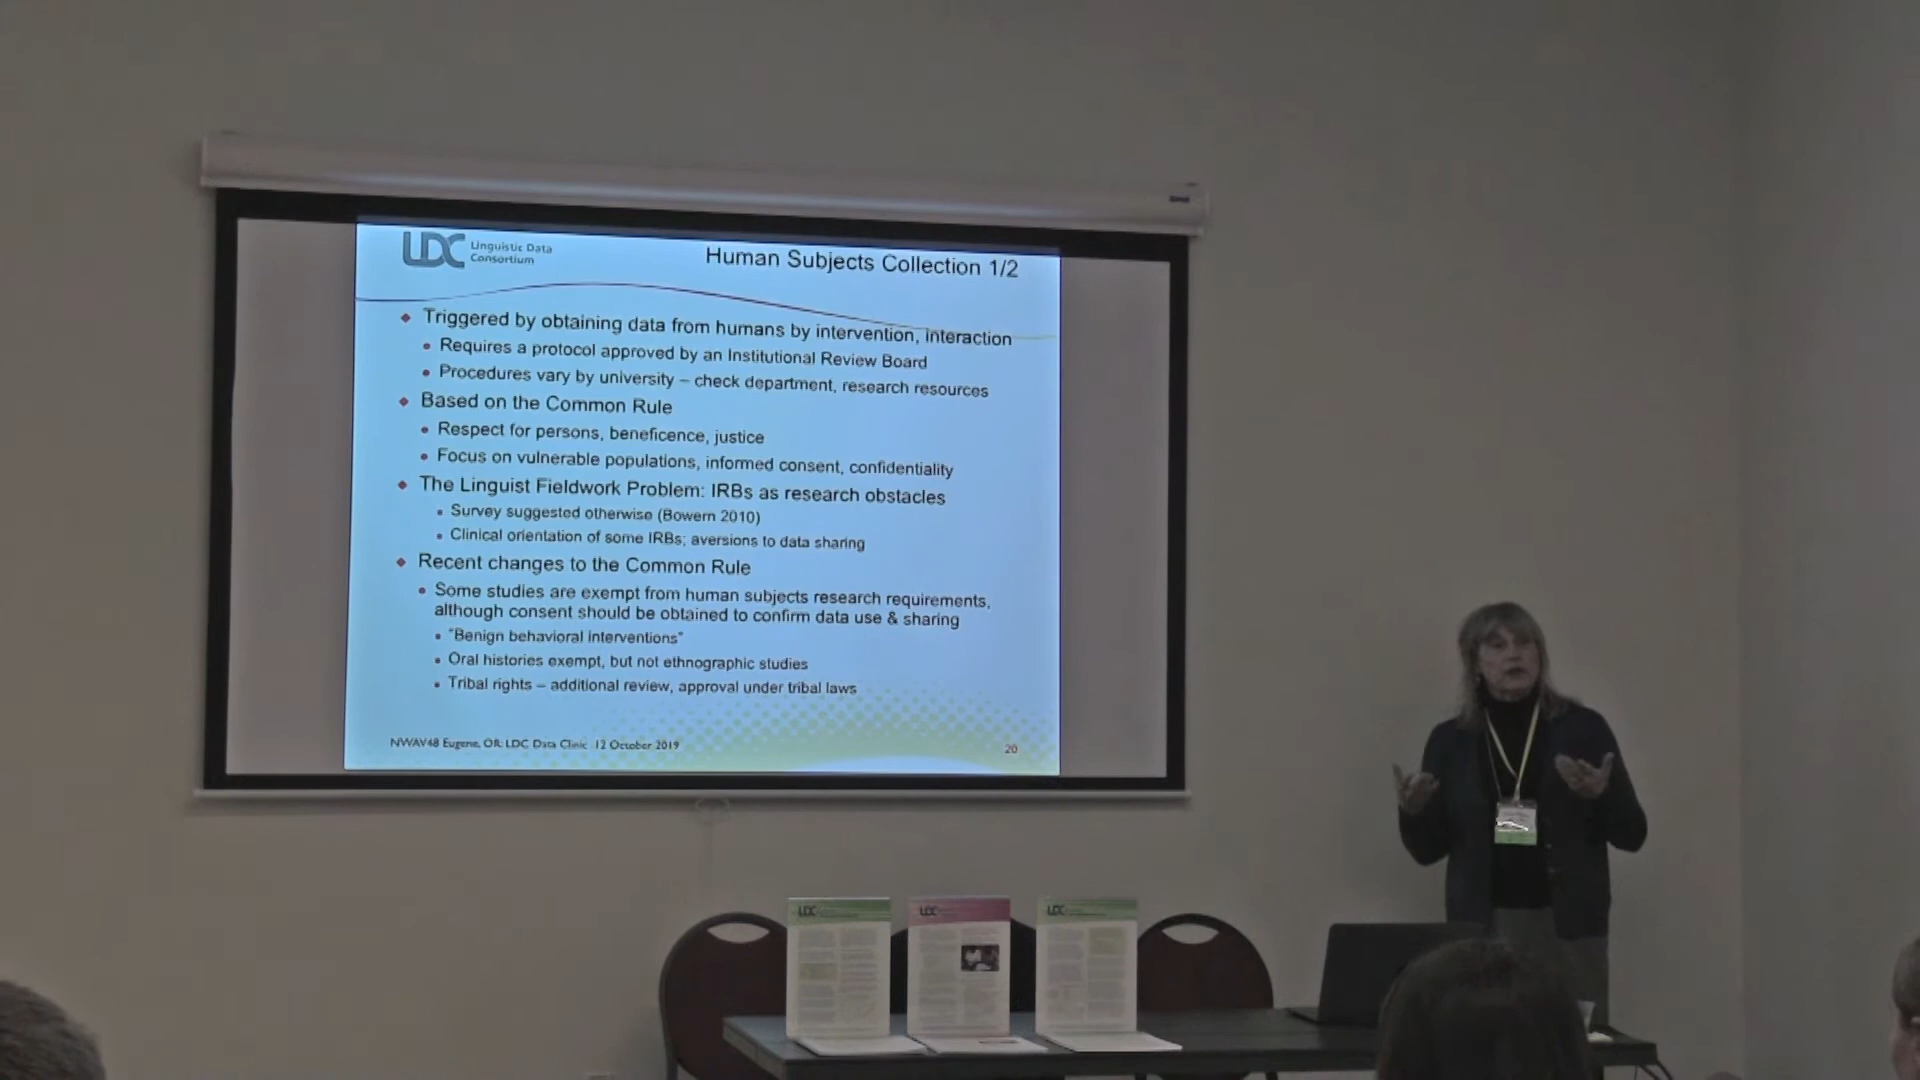 LDC Linguistic Data
Consortium
Human Subjects Collection 1/2
Triggered by obtaining data from humans by intervention, interaction
Requires a protocol approved by an Institutional Review Board
Procedures vary by university – check department, research resources
Based on the Common Rule
Respect for persons, beneficence, justice
Focus on vulnerable populations, informed consent, confidentiality
The Linguist Fieldwork Problem: IRBs as research obstacles
Survey suggested otherwise (Bowern 2010)
Clinical orientation of some IRBs; aversions to data sharing
Recent changes to the Common Rule
Some studies are exempt from human subjects research requirements,
although consent should be obtained to confirm data use & sharing
"Benign behavioral interventions"
Oral histories exempt, but not ethnographic studies
Tribal rights – additional review, approval under tribal laws
NWAV48 Eugene, OR: LDC Data Clinic 12 October 2019
20
LDC
LDC
LDC